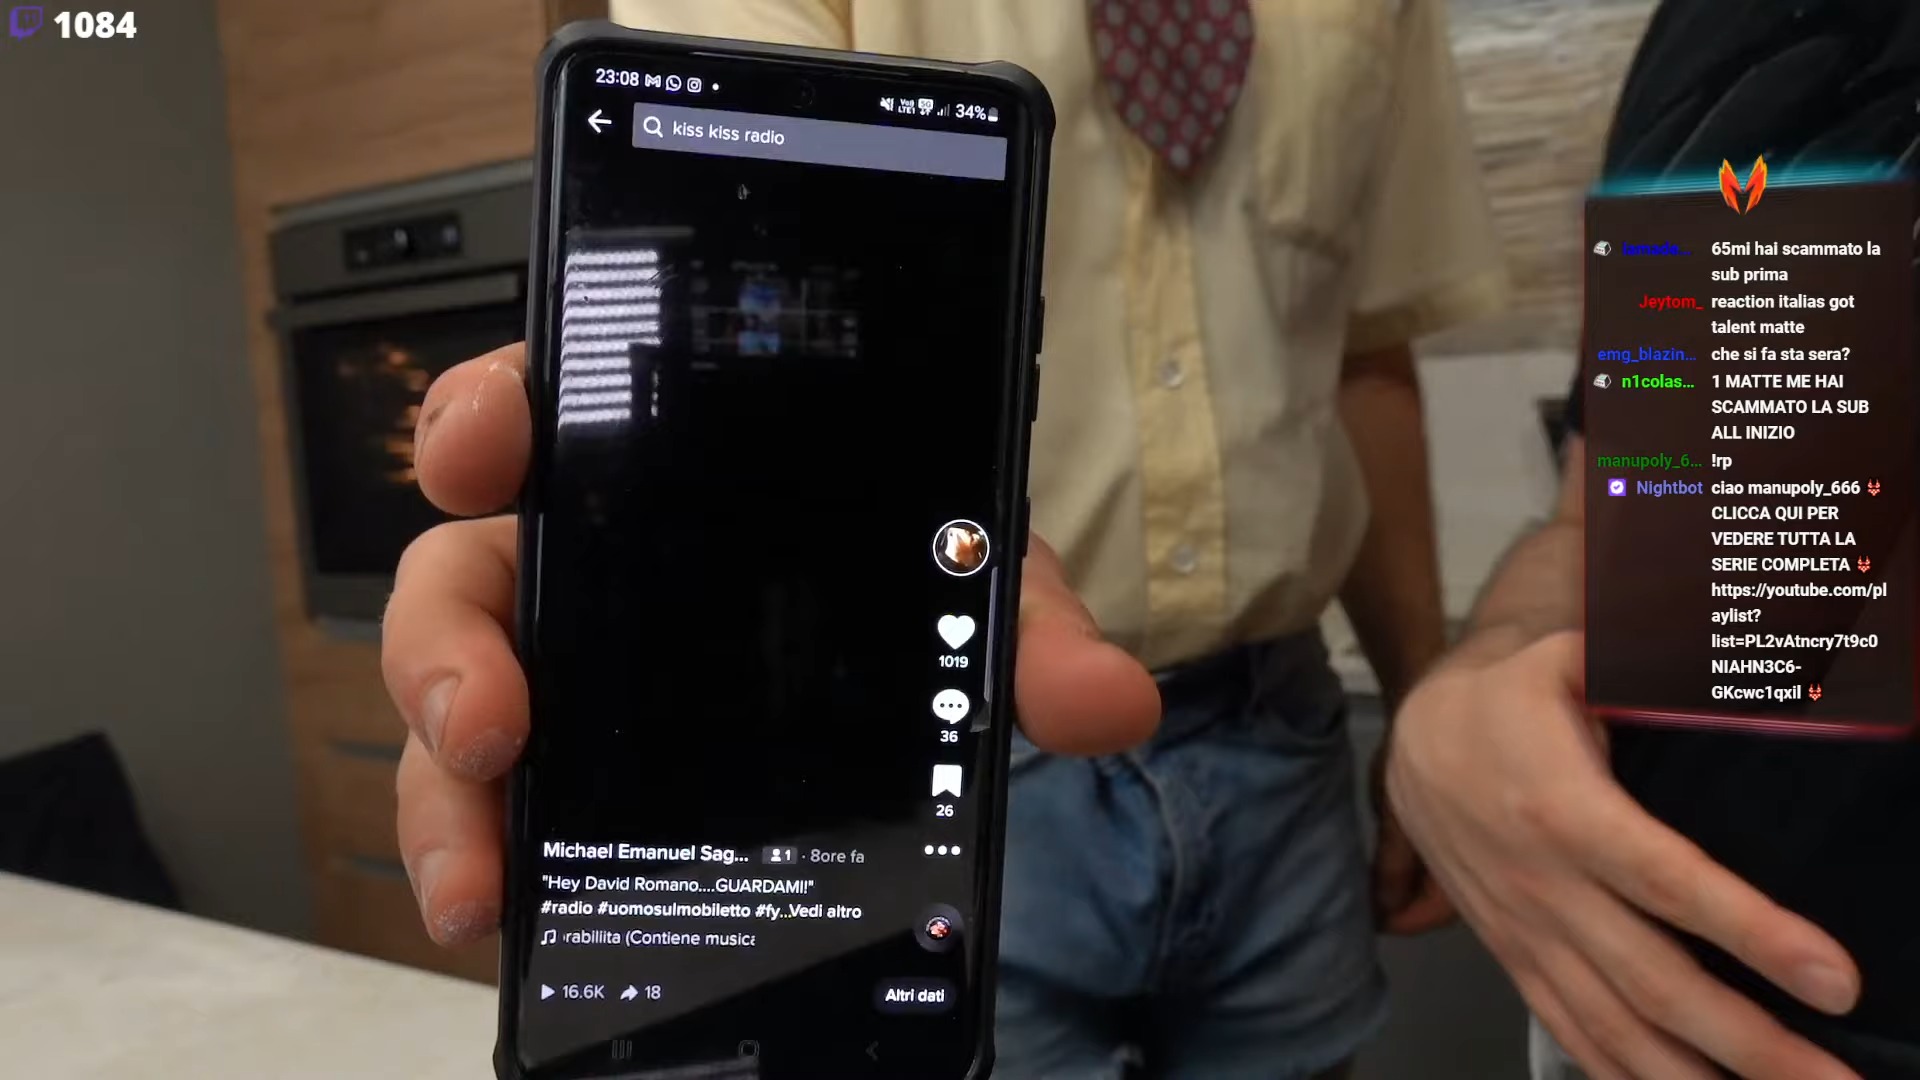 1084
23:08
34%
kiss kiss radio
1019
36
26
Michael Emanuel Sag... 1 · 8ore fa
"Hey David Romano....GUARDAMI!"
#radio #uomosulmobiletto #fy...Vedi altro
(Contiene musica
16.6K 18
Altri dati
65mi hai scammato la
sub prima
Jeytom_ reaction italias got
talent matte
emg_blazin... che si fa sta sera?
n1colas... 1 MATTE ME HAI
SCAMMATO LA SUB
ALL INIZIO
manupoly_6... !rp
Nightbot ciao manupoly_666
CLICCA QUI PER
VEDERE TUTTA LA
SERIE COMPLETA
https://youtube.com/pl
aylist?
list=PL2vAtncry7t9c0
NIAHN3C6-
GKcwc1qxil